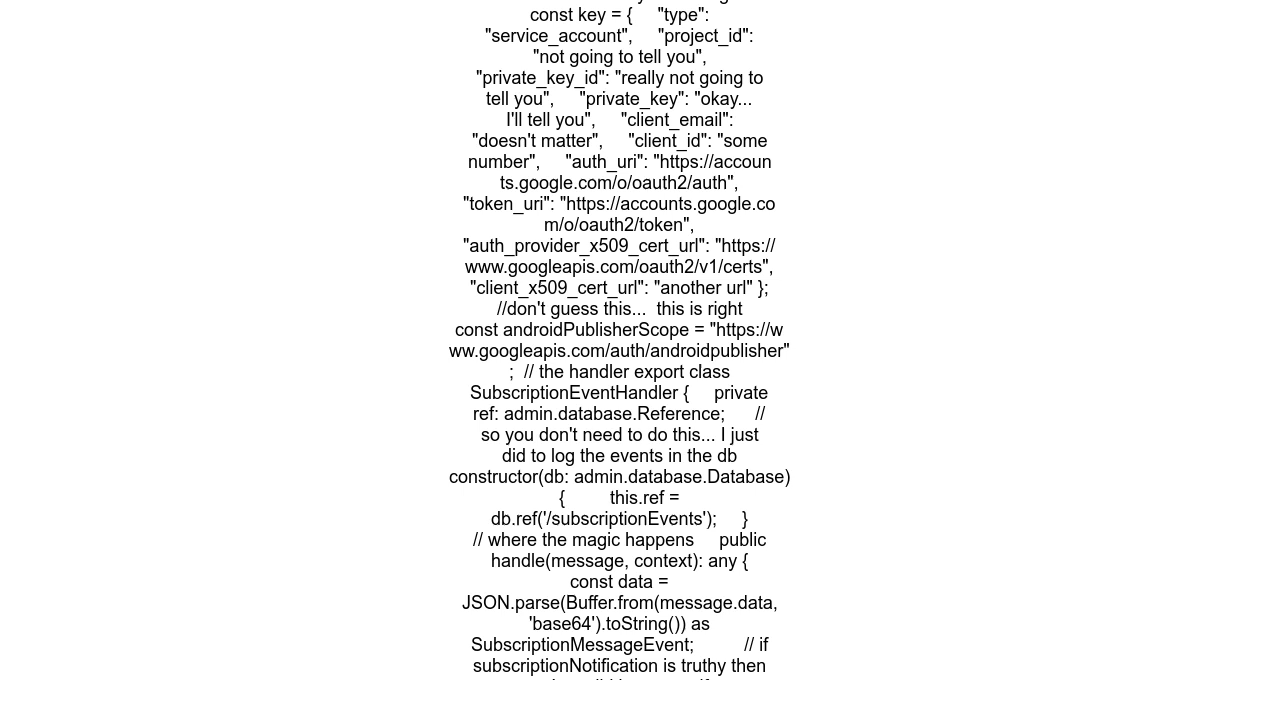 const key = {     "type":
"service_account",     "project_id":
"not going to tell you",
"private_key_id": "really not going to
tell you",     "private_key": "okay...
I'll tell you",     "client_email":
"doesn't matter",     "client_id": "some
number",     "auth_uri": "https://accoun
ts.google.com/o/oauth2/auth",
"token_uri": "https://accounts.google.co
m/o/oauth2/token",
"auth_provider_x509_cert_url": "https://
www.googleapis.com/oauth2/v1/certs",
"client_x509_cert_url": "another url" };
//don't guess this...  this is right
const androidPublisherScope = "https://w
ww.googleapis.com/auth/androidpublisher"
;  // the handler export class
SubscriptionEventHandler {     private
ref: admin.database.Reference;      //
so you don't need to do this... I just
did to log the events in the db
constructor(db: admin.database.Database)
{         this.ref =
db.ref('/subscriptionEvents');     }
// where the magic happens     public
handle(message, context): any {
const data =
JSON.parse(Buffer.from(message.data,
'base64').toString()) as
SubscriptionMessageEvent;          // if
subscriptionNotification is truthy then